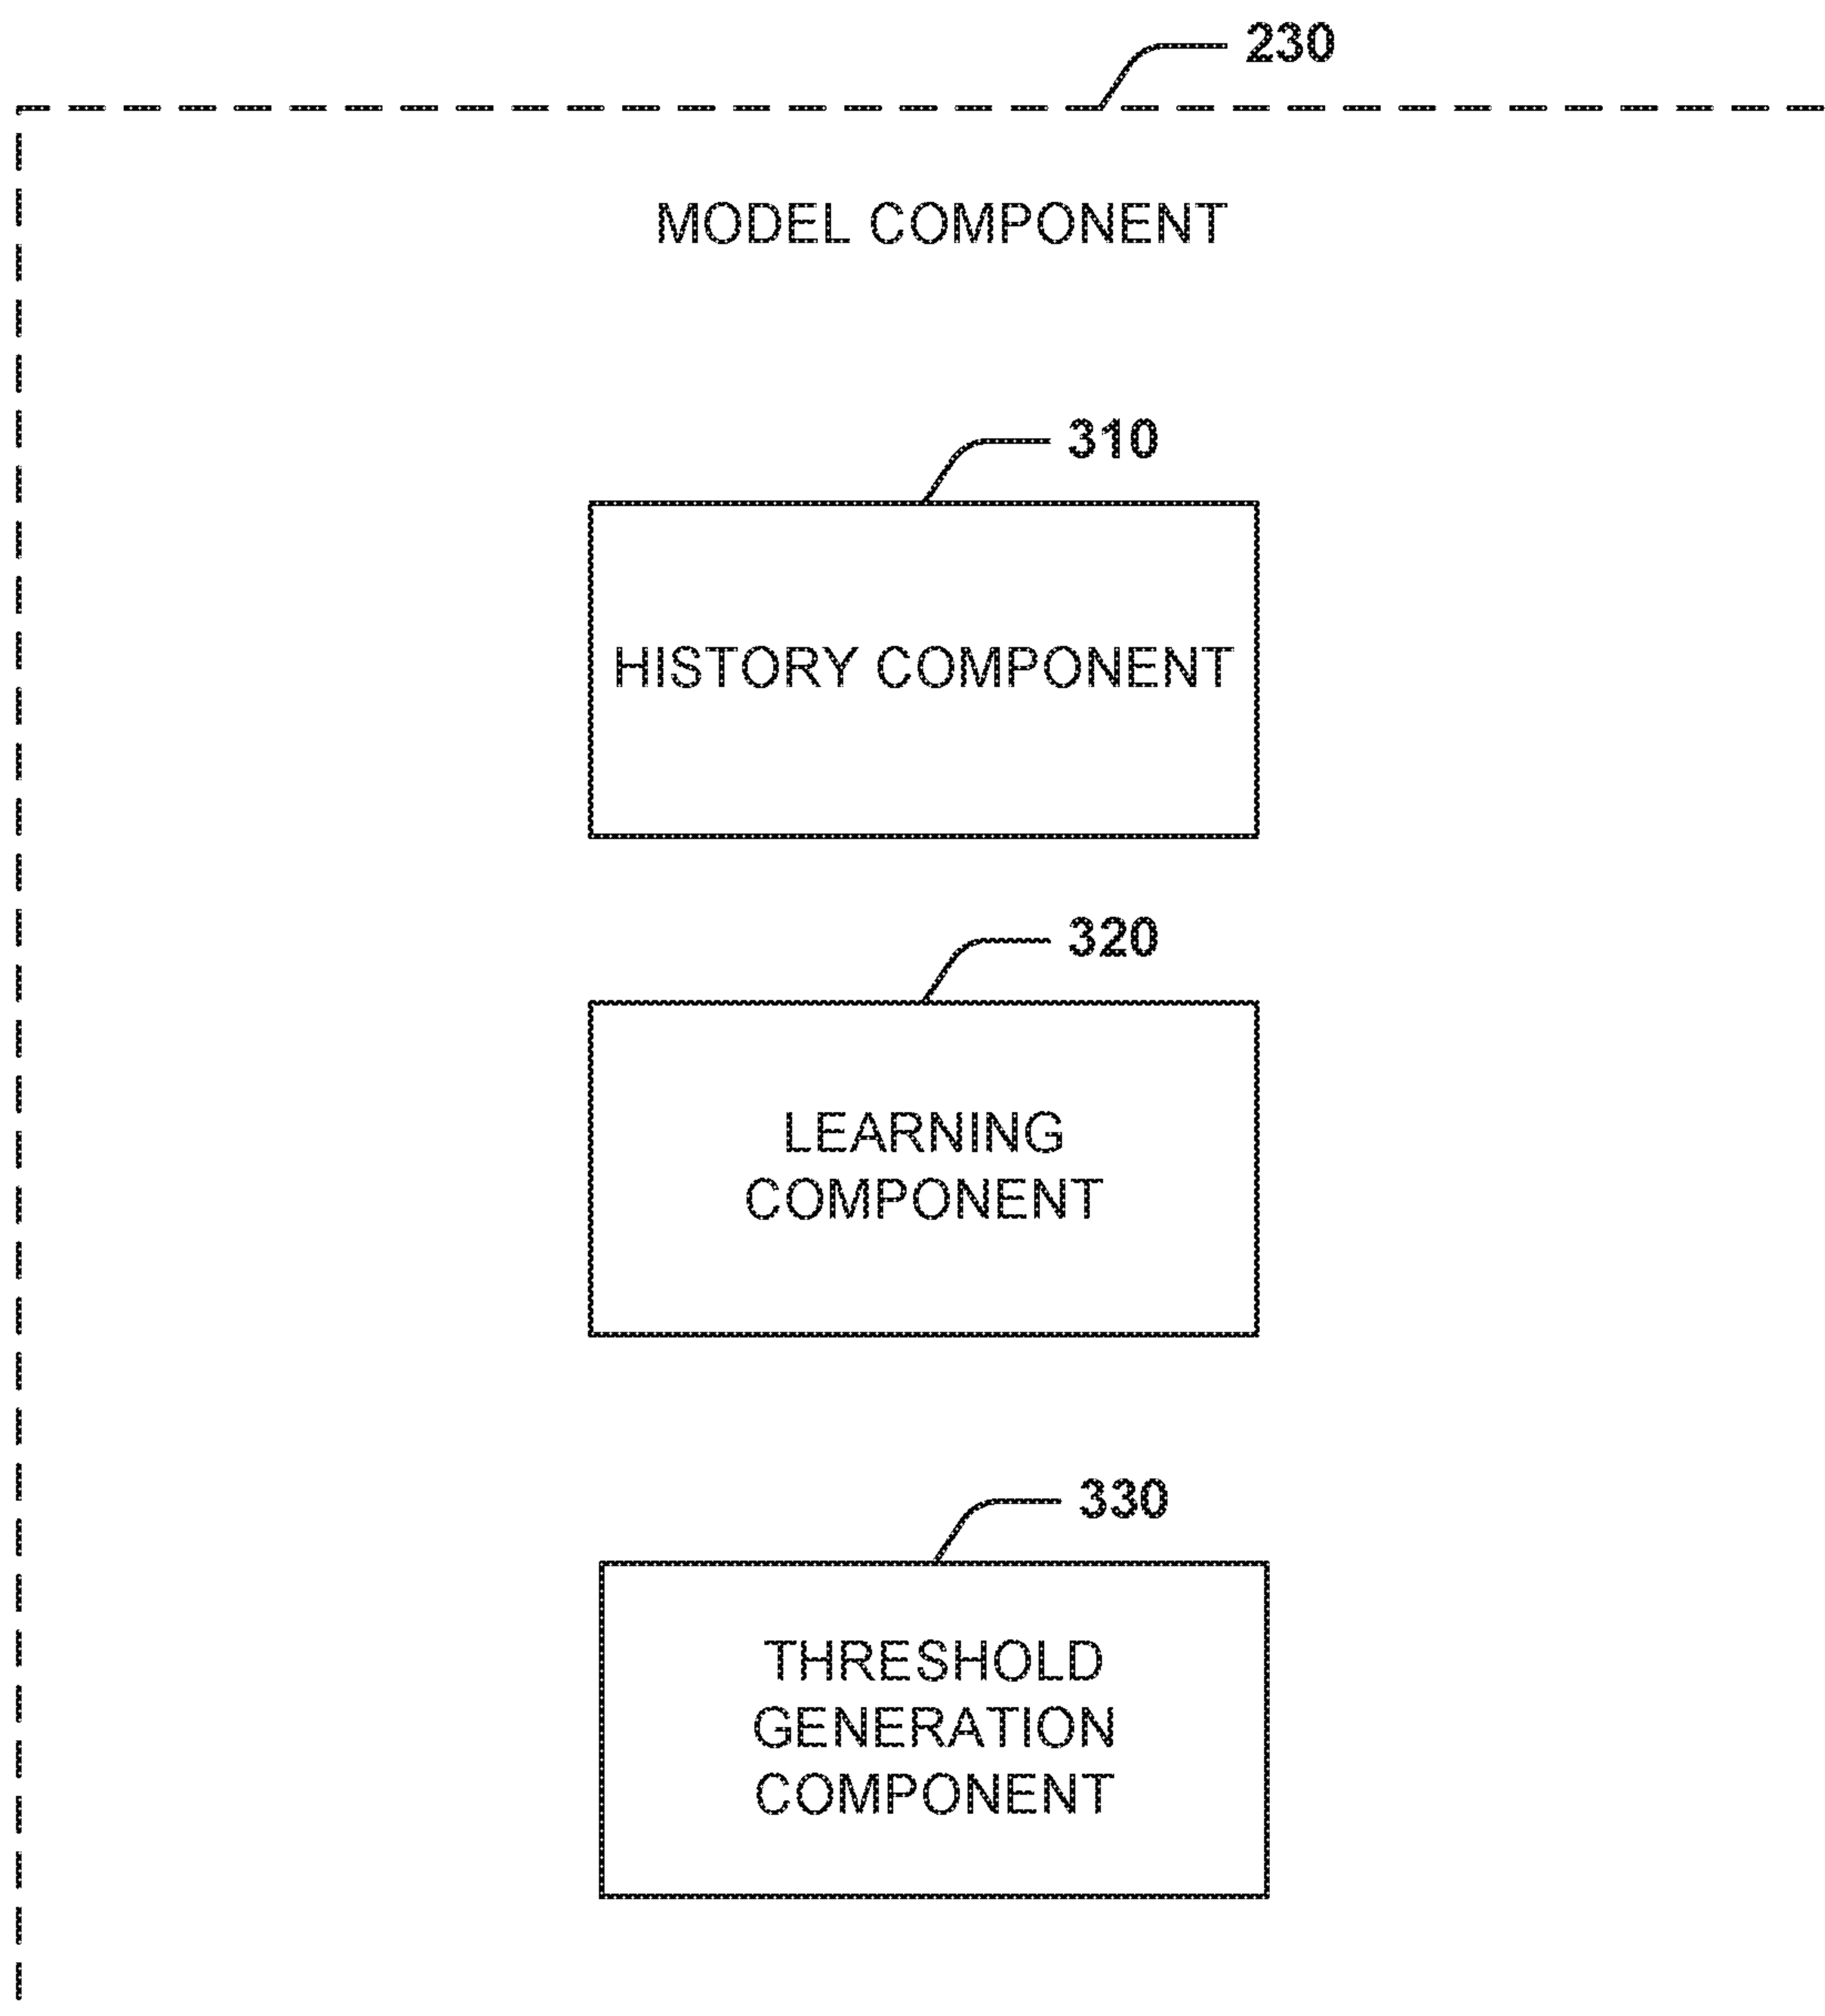 230
MODEL COMPONENT
310
HISTORY COMPONENT
320
LEARNING
COMPONENT
330
THRESHOLD
GENERATION
COMPONENT